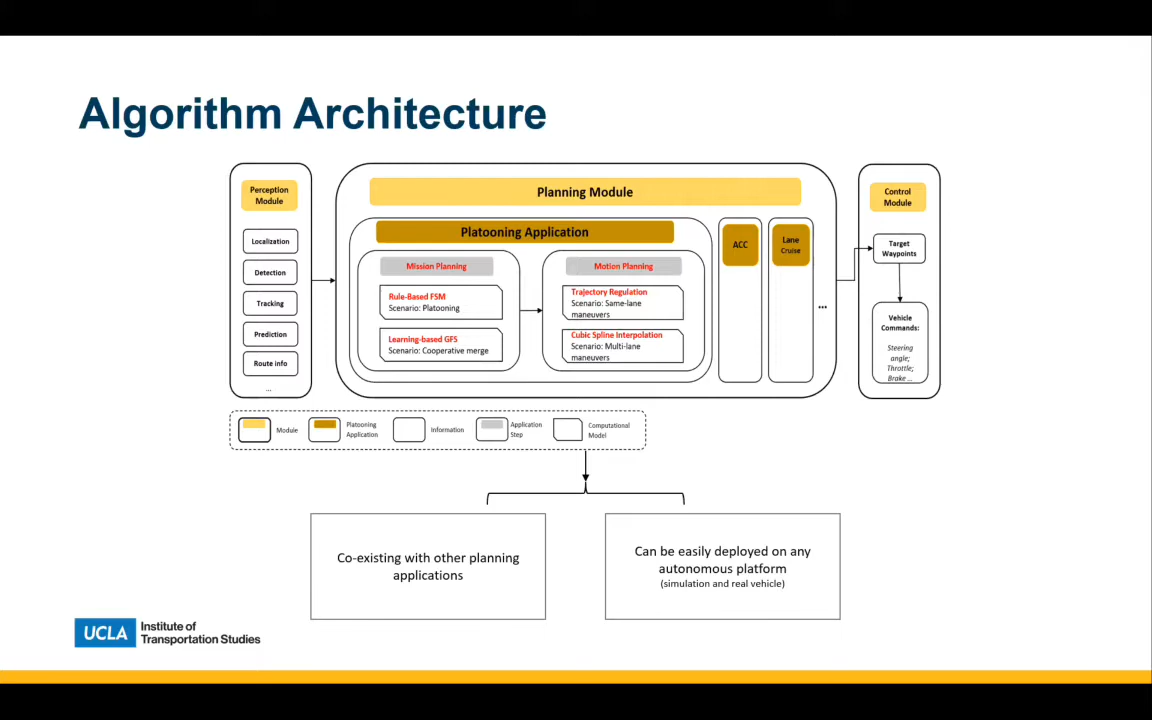 Algorithm Architecture
Perception
Module
Localization
Detection
Tracking
Prediction
Route info
...
Planning Module
Platooning Application
Mission Planning
Rule-Based FSM
Scenario: Platooning
Learning-based GFS
Scenario: Cooperative merge
Motion Planning
Trajectory Regulation
Scenario: Same-lane
maneuvers
Cubic Spline Interpolation
Scenario: Multi-lane
maneuvers
ACC
Lane
Cruise
...
Control
Module
Target
Waypoints
Vehicle
Commands:
Steering
angle;
Throttle;
Brake ...
Module
Platooning
Application
Information
Application
Step
Computational
Model
Co-existing with other planning
applications
Can be easily deployed on any
autonomous platform
(simulation and real vehicle)
UCLA
Institute of
Transportation Studies